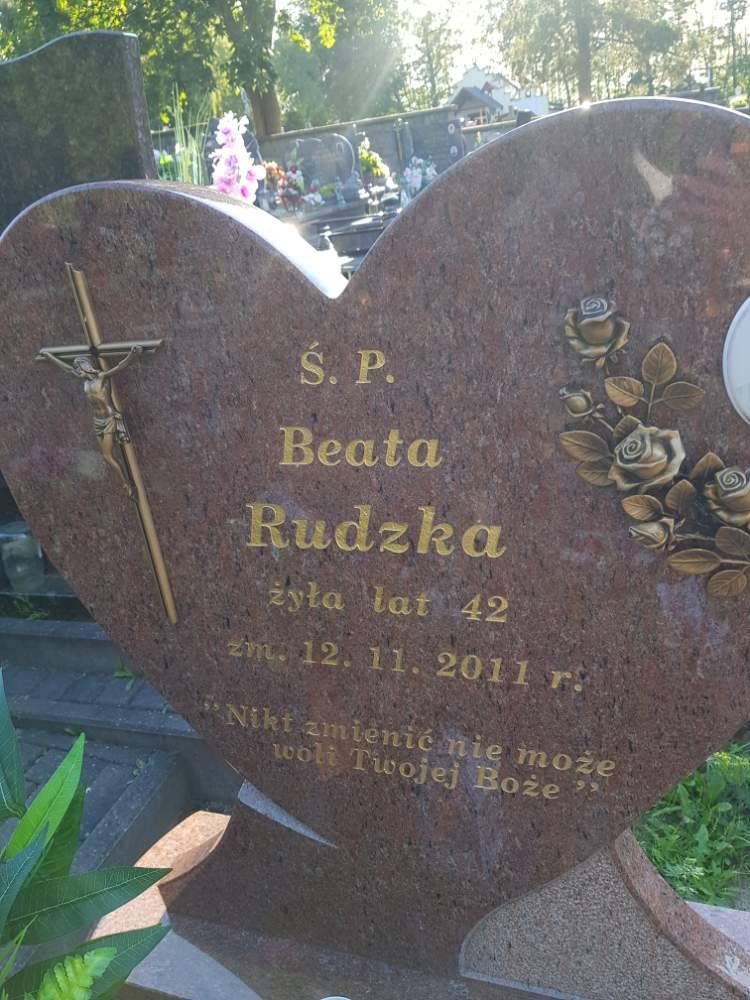 Ś. P.
Beata
Rudzka
żyła lat 42
zm. 12. 11. 2011 r.
"Nikt zmienić nie może
woli Twojej Boże"